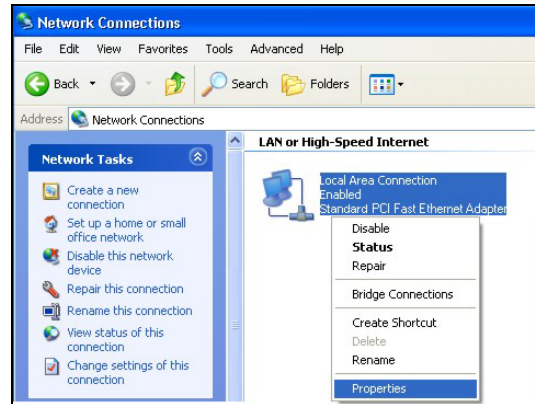 Network Connections
File Edit View Favorites Tools Advanced Help
Back Search Folders
Address Network Connections
Network Tasks
Create a new
connection
Set up a home or small
office network
Disable this network
device
Repair this connection
Rename this connection
View status of this
connection
Change settings of this
connection
LAN or High-Speed Internet
Local Area Connection
Enabled
Standard PCI Fast Ethernet Adapter
Disable
Status
Repair
Bridge Connections
Create Shortcut
Delete
Rename
Properties